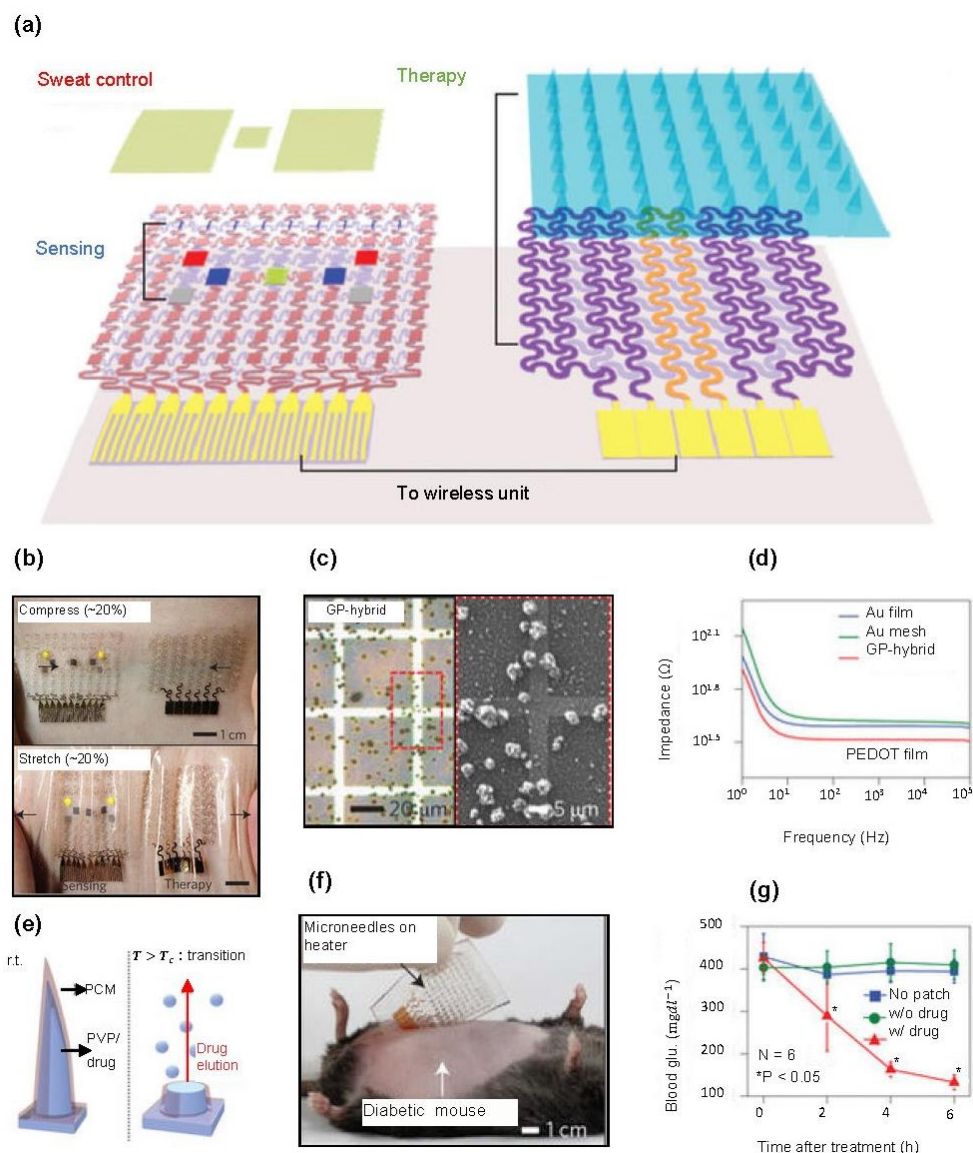 (a)
Sweat control
Therapy
Sensing
To wireless unit
(b)
(c)
(d)
Compress (~20%)
1 cm
Stretch (~20%)
Sensing
Therapy
GP-hybrid
20 µm
5 µm
Au film
Au mesh
GP-hybrid
Impedance (Ω)
10^2.1
10^1.8
10^1.5
PEDOT film
10^0
10^1
10^2
10^3
10^4
10^5
Frequency (Hz)
(e)
(f)
(g)
r.t.
T > Tc : transition
PCM
PVP/
drug
Drug
elution
Microneedles on
heater
Diabetic mouse
1 cm
Blood glu. (mgdl⁻¹)
500
400
300
200
100
No patch
w/o drug
w/ drug
N = 6
*P < 0.05
*
*
*
0
2
4
6
Time after treatment (h)